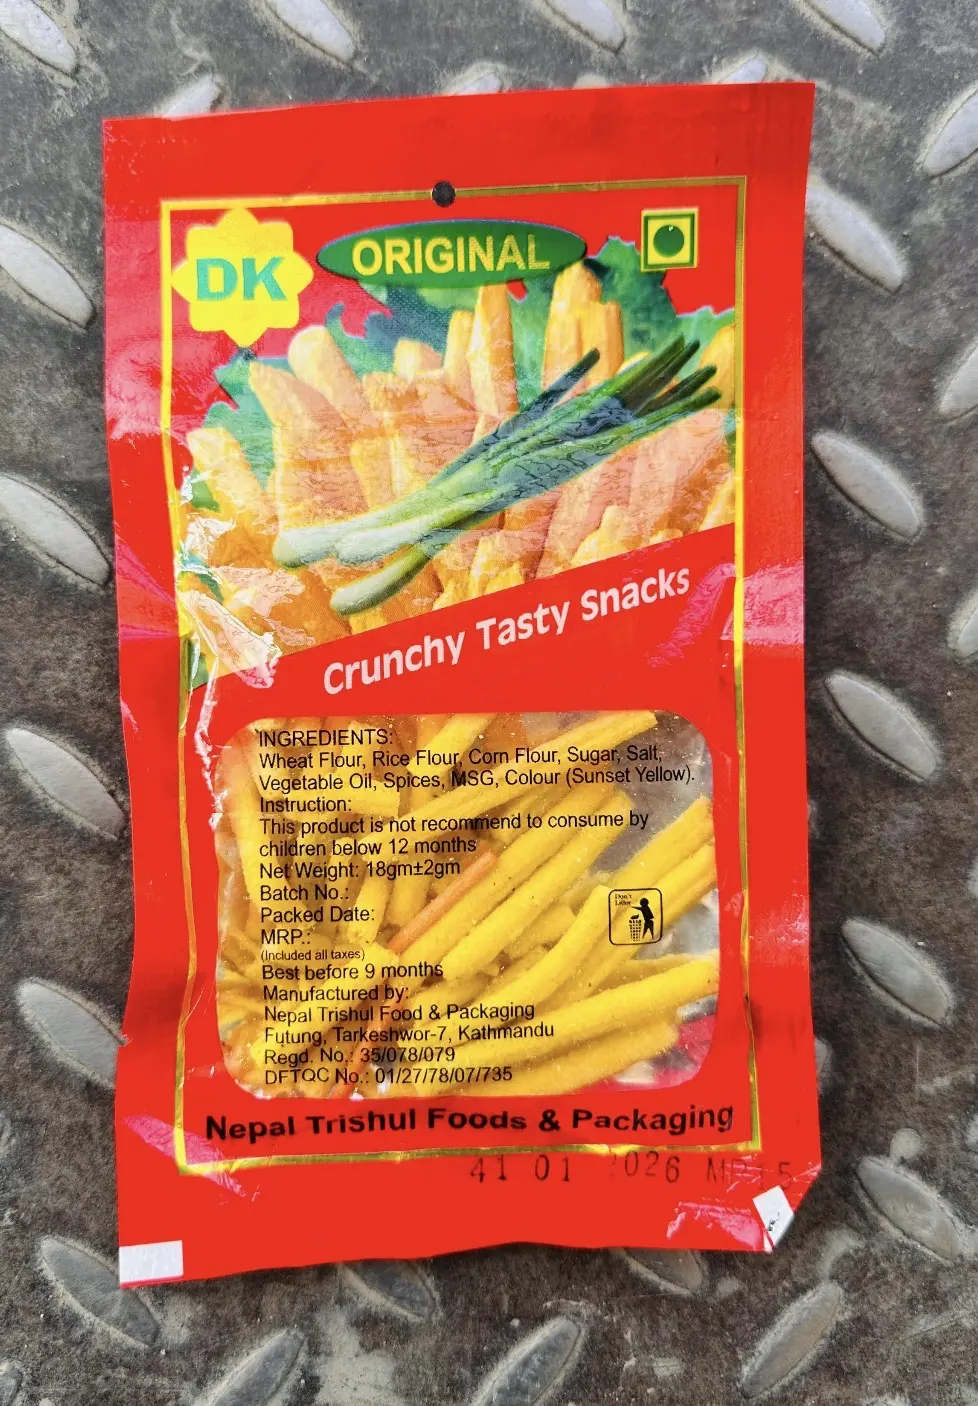 DK
ORIGINAL
Crunchy Tasty Snacks
INGREDIENTS:
Wheat Flour, Rice Flour, Corn Flour, Sugar, Salt,
Vegetable Oil, Spices, MSG, Colour (Sunset Yellow).
Instruction:
This product is not recommend to consume by
children below 12 months
Net Weight: 18gm±2gm
Batch No.:
Packed Date:
MRP.:
(Included all taxes)
Best before 9 months
Manufactured by:
Nepal Trishul Food & Packaging
Futung, Tarkeshwor-7, Kathmandu
Regd. No.: 35/078/079
DFTQC No.: 01/27/78/07/735
Don't
Litter
Nepal Trishul Foods & Packaging
41 01